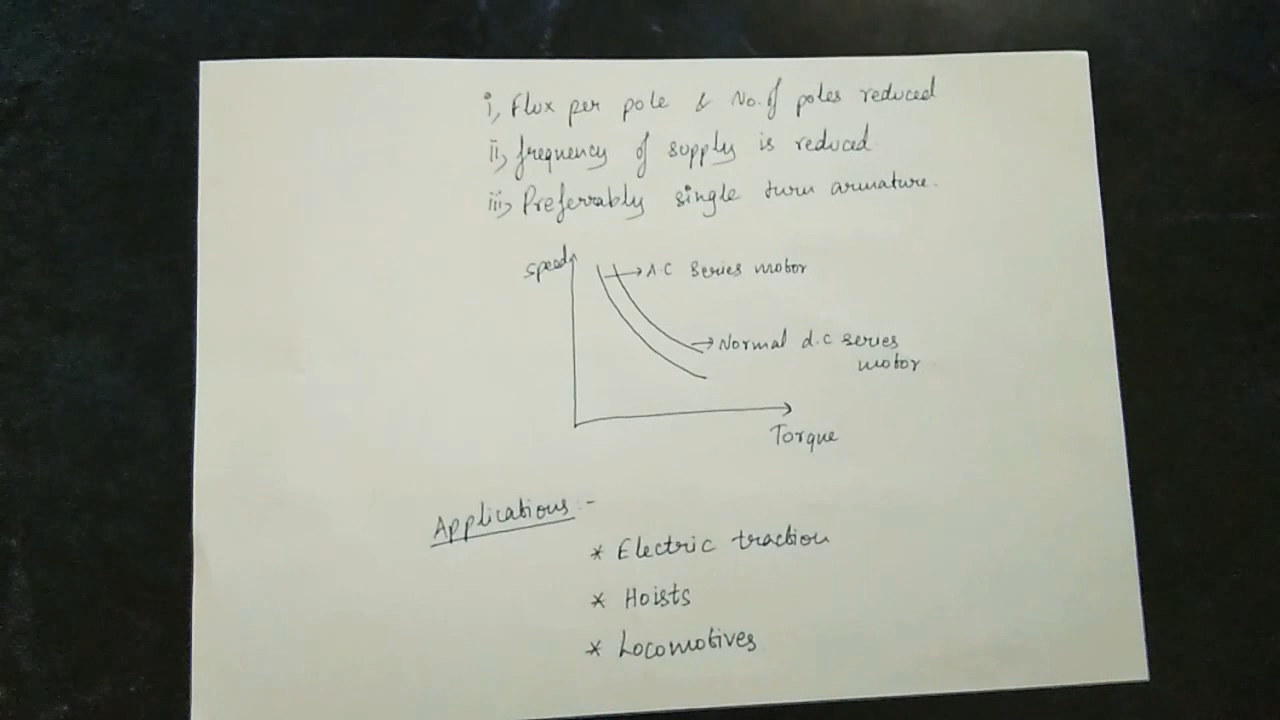 i, Flux per pole & No. of poles reduced
ii, frequency of supply is reduced
iii, Preferrably single turn armature.
Speed
A.C Series motor
Normal d.c series
motor
Torque
Applications:-
* Electric traction
* Hoists
* Locomotives